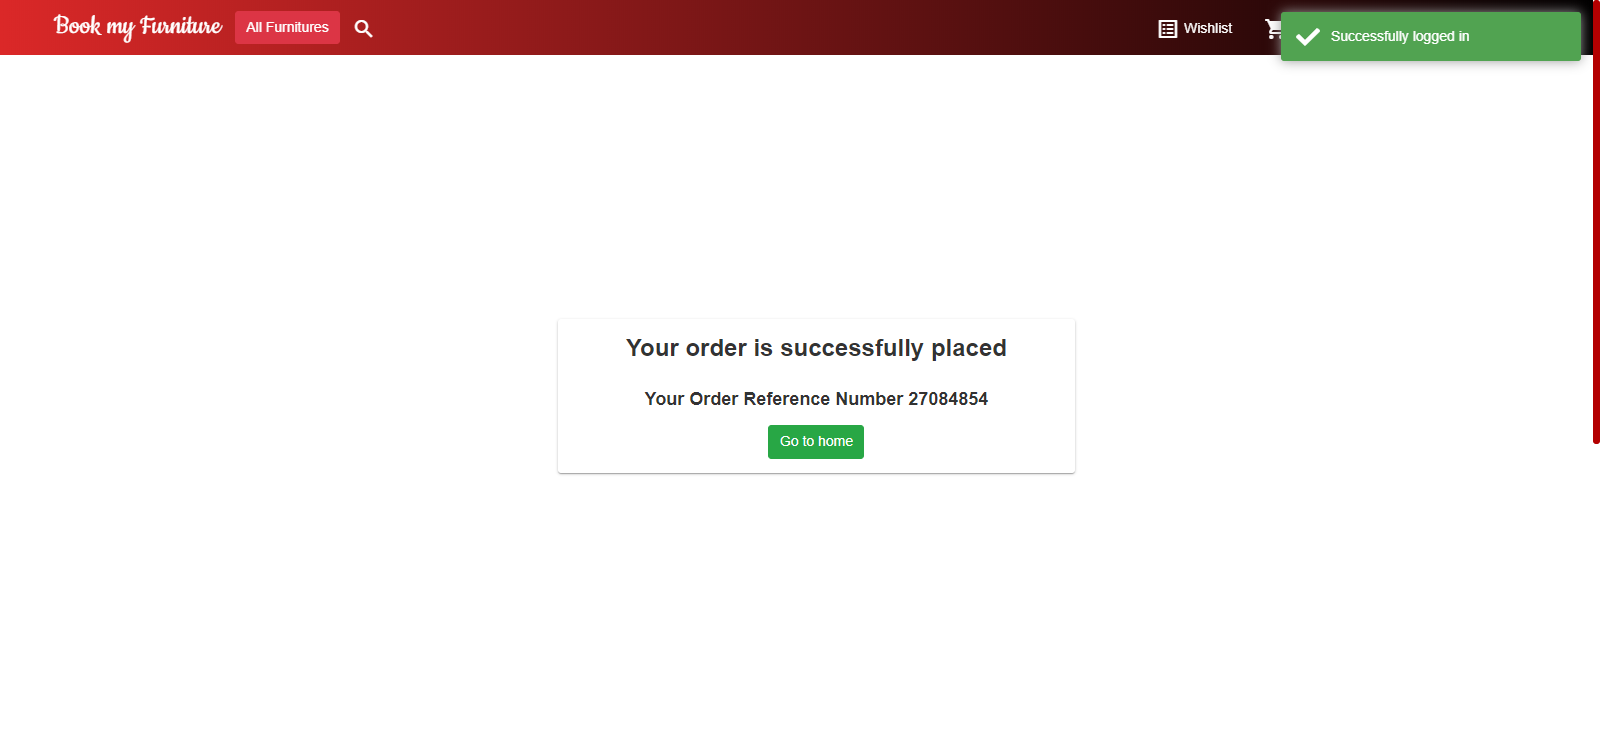 Book my Furniture
All Furnitures
Wishlist
Successfully logged in
Your order is successfully placed
Your Order Reference Number 27084854
Go to home